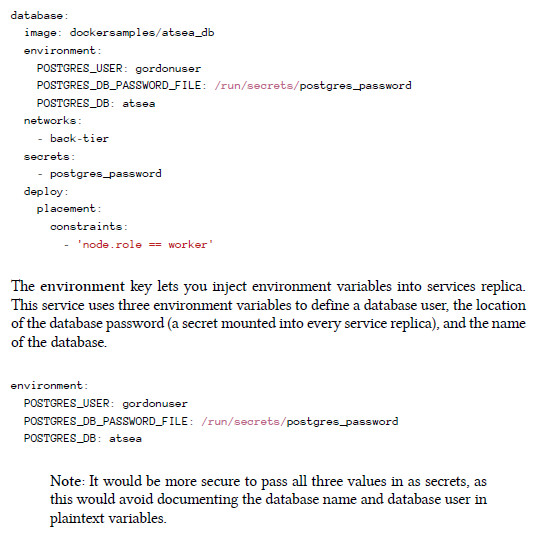 database:
  image: dockersamples/atsea_db
  environment:
    POSTGRES_USER: gordonuser
    POSTGRES_DB_PASSWORD_FILE: /run/secrets/postgres_password
    POSTGRES_DB: atsea
  networks:
    - back-tier
  secrets:
    - postgres_password
  deploy:
    placement:
      constraints:
        - 'node.role == worker'
The environment key lets you inject environment variables into services replica.
This service uses three environment variables to define a database user, the location
of the database password (a secret mounted into every service replica), and the name
of the database.
environment:
  POSTGRES_USER: gordonuser
  POSTGRES_DB_PASSWORD_FILE: /run/secrets/postgres_password
  POSTGRES_DB: atsea
Note: It would be more secure to pass all three values in as secrets, as
this would avoid documenting the database name and database user in
plaintext variables.